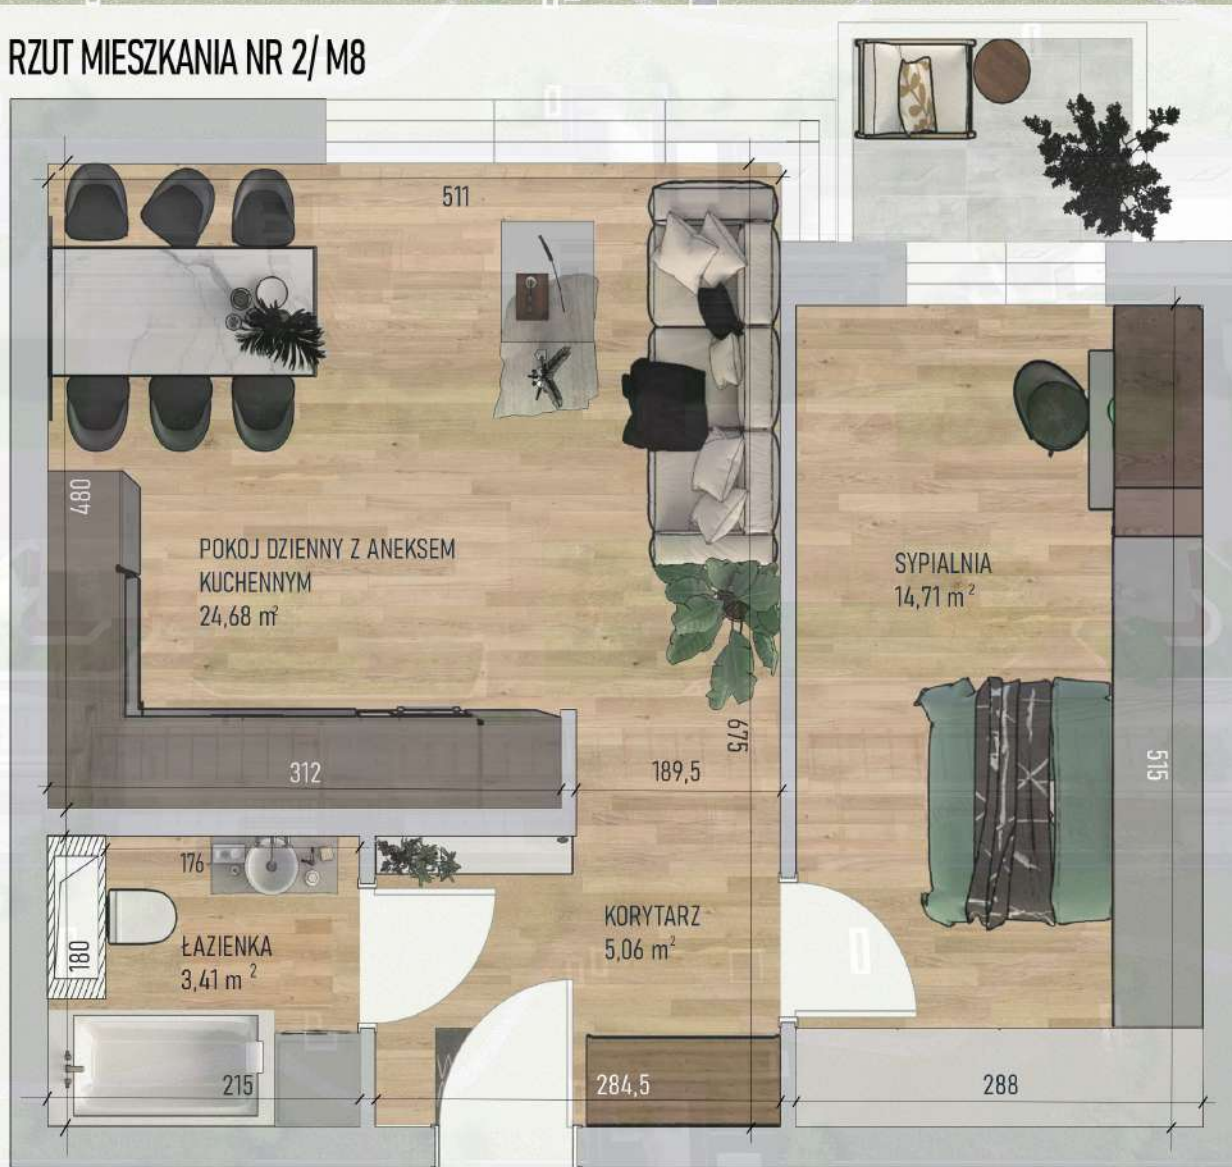 RZUT MIESZKANIA NR 2/ M8
511
480
POKOJ DZIENNY Z ANEKSEM
KUCHENNYM
24,68 m²
SYPIALNIA
14,71 m²
675
312
189,5
515
176
180
ŁAZIENKA
3,41 m²
KORYTARZ
5,06 m²
215
284,5
288